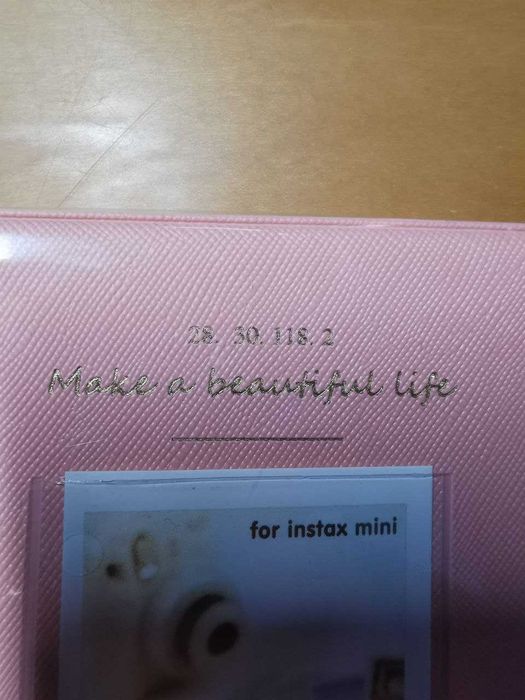 28. 30. 118. 2
Make a beautiful life
for instax mini